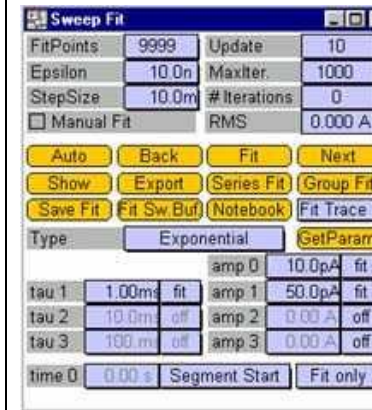 Sweep Fit
FitPoints 9999 Update 10
Epsilon 10.0n MaxIter. 1000
StepSize 10.0m # Iterations 0
Manual Fit RMS 0.000 A
Auto Back Fit Next
Show Export Series Fit Group Fit
Save Fit Fit Sw.Buf Notebook Fit Trace
Type Exponential GetParam
amp 0 10.0pA fit
tau 1 1.00ms fit amp 1 50.0pA fit
tau 2 10.0ms off amp 2 0.00 A off
tau 3 100.ms off amp 3 0.00 A off
time 0 0.00 s Segment Start Fit only